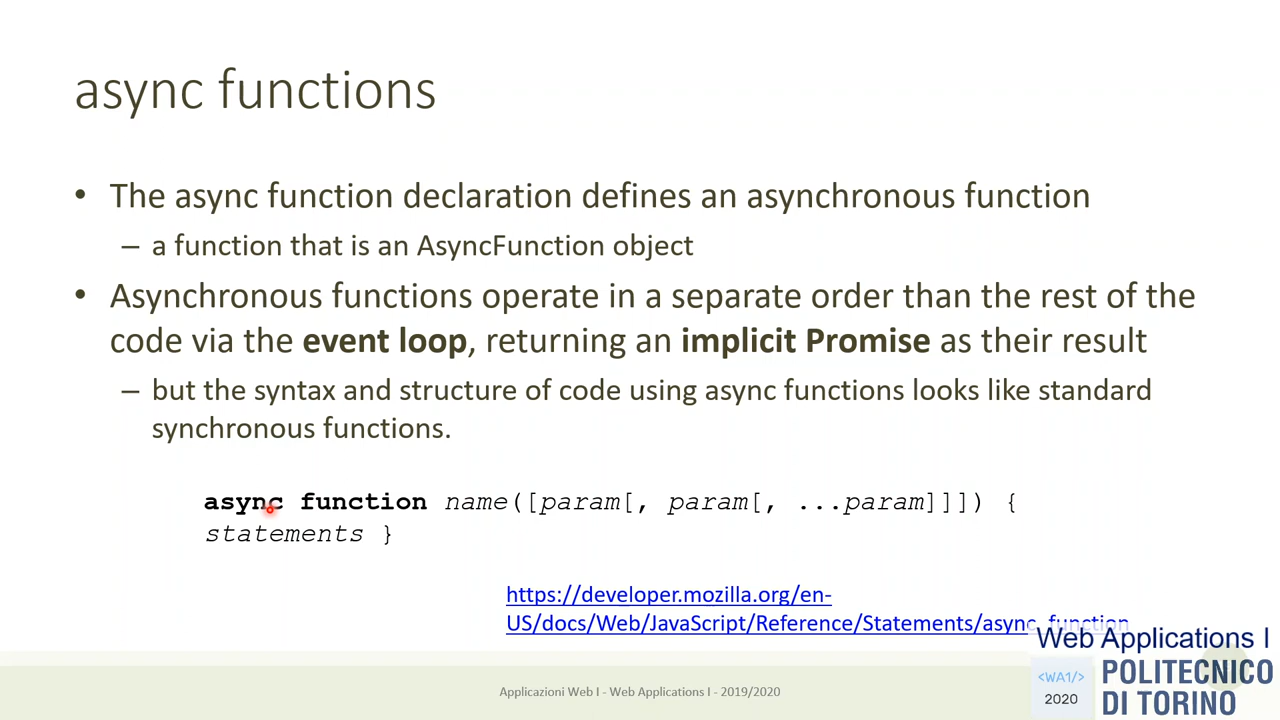 async functions
• The async function declaration defines an asynchronous function
– a function that is an AsyncFunction object
• Asynchronous functions operate in a separate order than the rest of the
code via the event loop, returning an implicit Promise as their result
– but the syntax and structure of code using async functions looks like standard
synchronous functions.
async function name([param[, param[, ...param]]]) {
statements }
https://developer.mozilla.org/en-
US/docs/Web/JavaScript/Reference/Statements/async_function
Web Applications I
<WA1/>
2020
POLITECNICO
DI TORINO
Applicazioni Web I - Web Applications I - 2019/2020